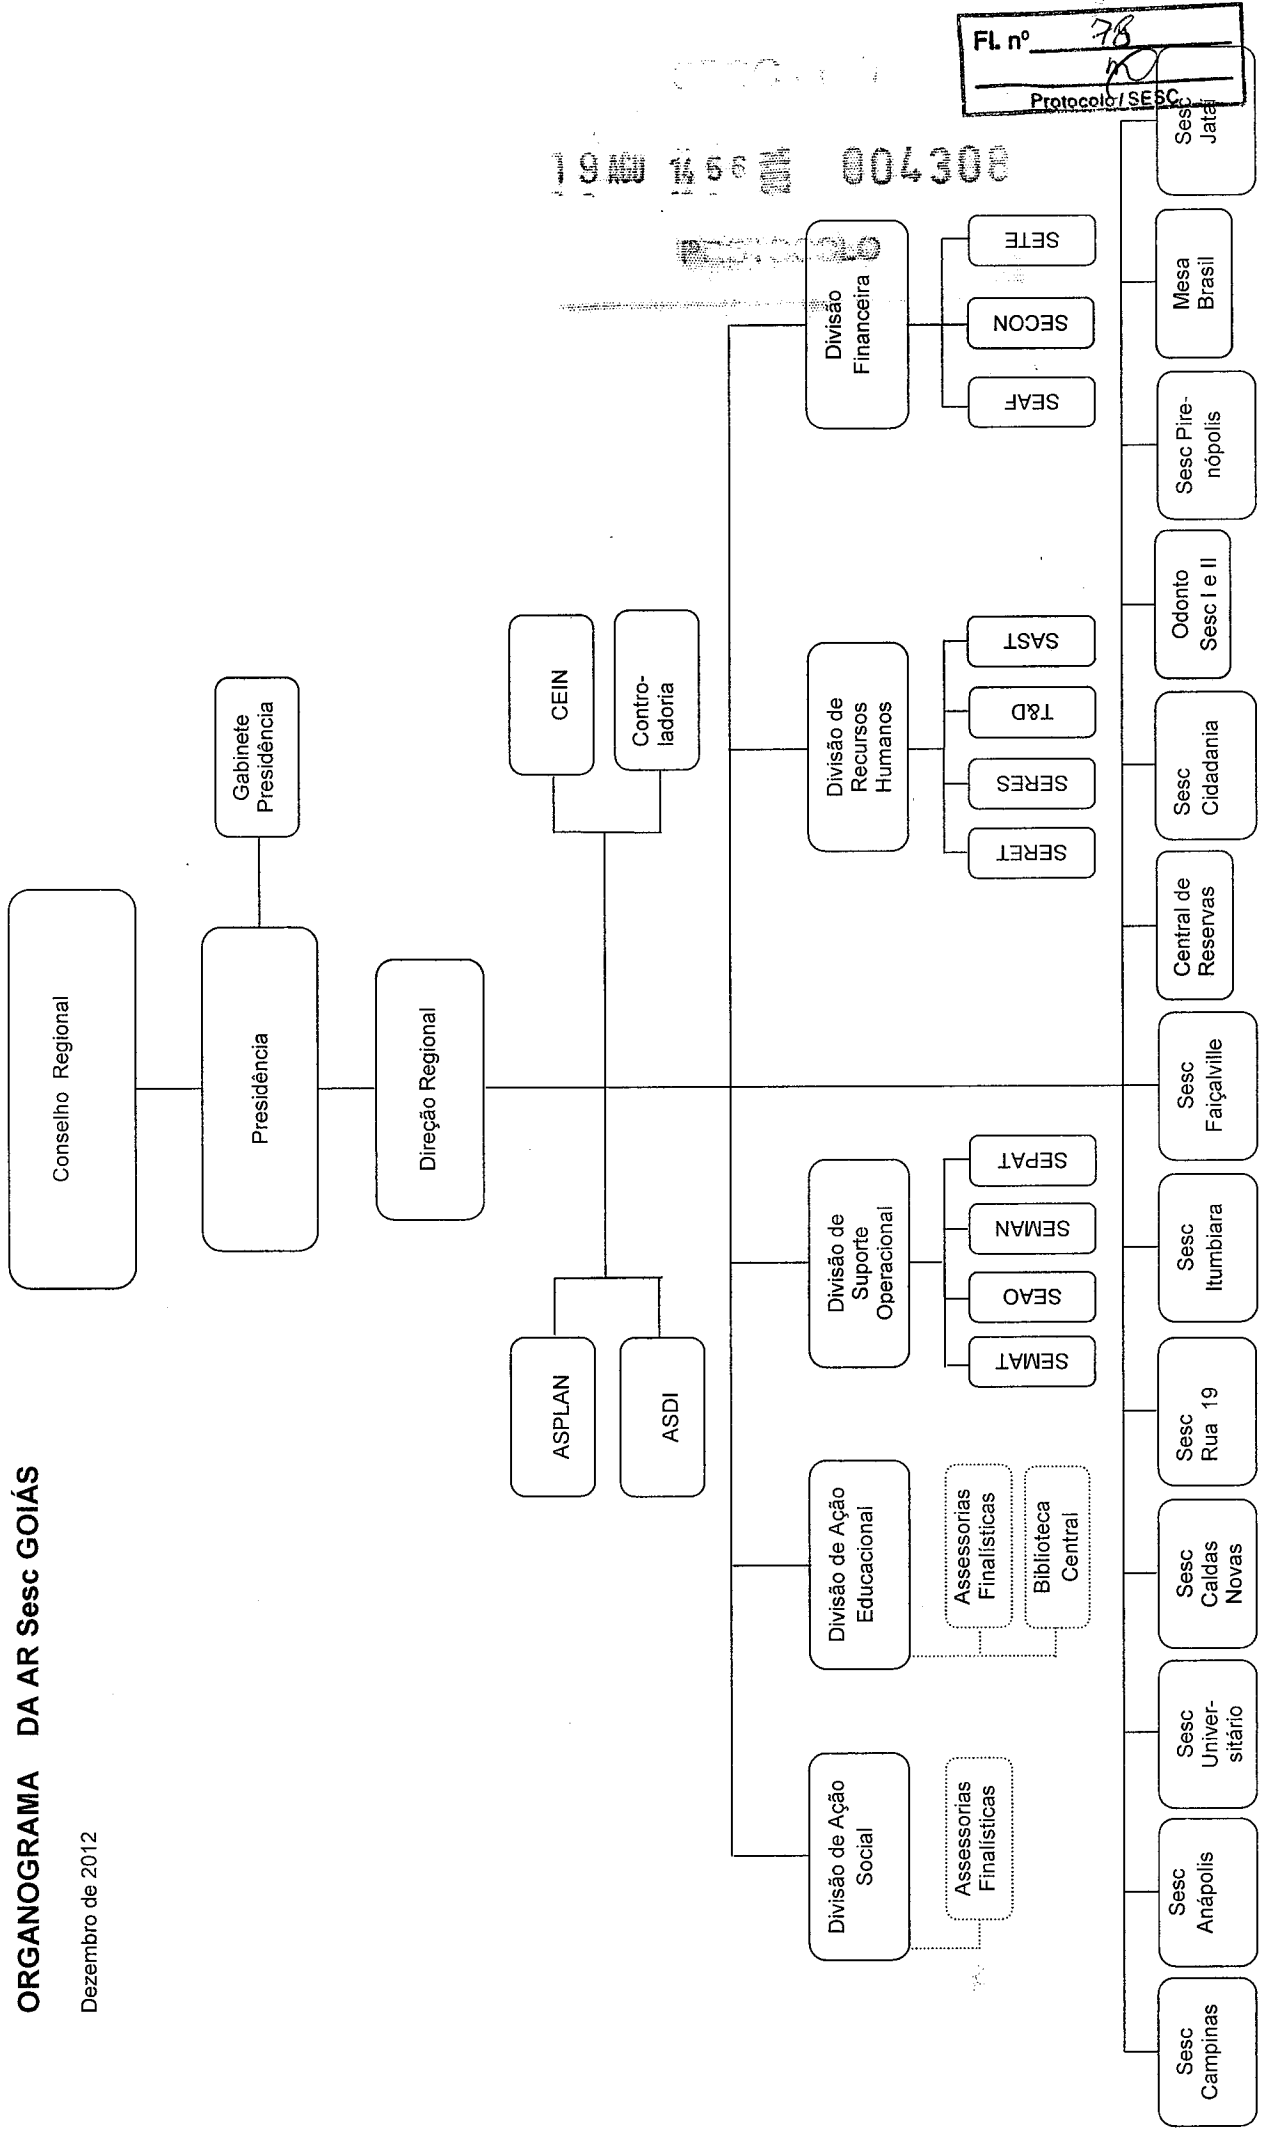 ORGANOGRAMA DA AR Sesc GOIÁS
Dezembro de 2012
Conselho Regional
Presidência
Gabinete
Presidência
Direção Regional
ASPLAN
ASDI
CEIN
Contro-
ladoria
Divisão de Ação
Social
Assessorias
Finalísticas
Divisão de Ação
Educacional
Assessorias
Finalísticas
Biblioteca
Central
Divisão de
Suporte
Operacional
SEMAT
SEAO
SEMAN
SEPAT
Divisão de
Recursos
Humanos
SERET
SERES
T&D
SAST
Divisão
Financeira
SEAF
SECON
SETE
Sesc
Campinas
Sesc
Anápolis
Sesc
Univer-
sitário
Sesc
Caldas
Novas
Sesc
Rua 19
Sesc
Itumbiara
Sesc
Faiçalville
Central de
Reservas
Sesc
Cidadania
Odonto
Sesc I e II
Sesc Pire-
nópolis
Mesa
Brasil
Sesc
Jataí
Fl. nº 78
Protocolo / SESC
19 AGO 14 56 004308
PROTOCOLO